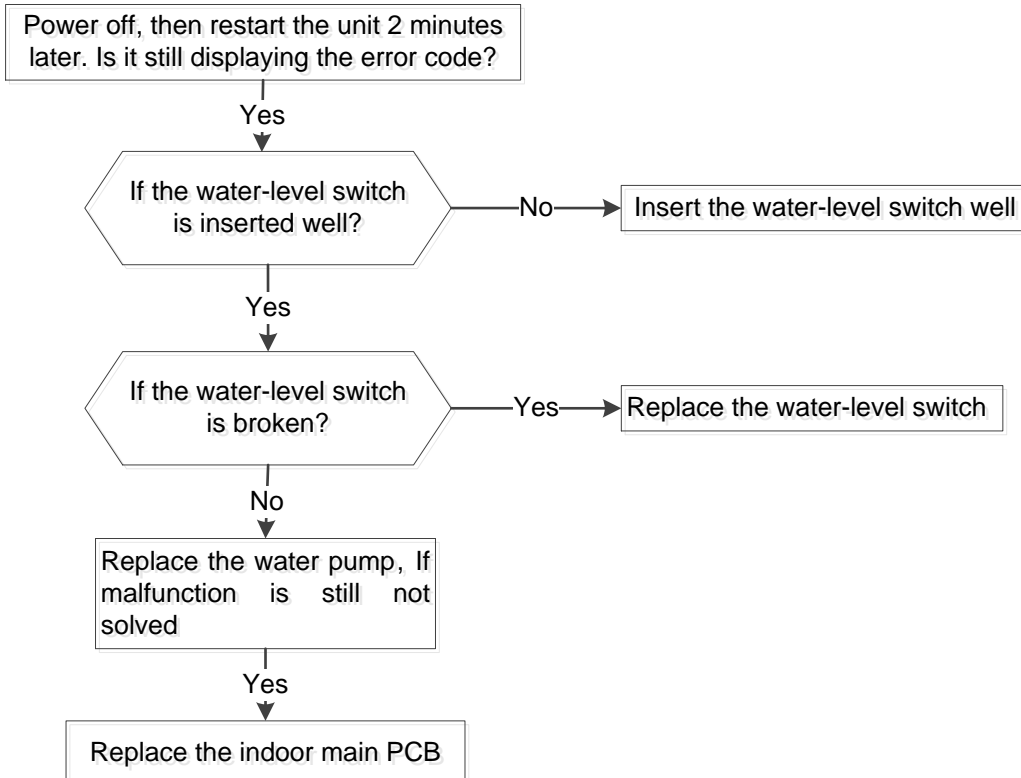 Power off, then restart the unit 2 minutes
later. Is it still displaying the error code?
Yes
If the water-level switch
is inserted well?
No
Insert the water-level switch well
Yes
If the water-level switch
is broken?
Yes
Replace the water-level switch
No
Replace the water pump, If
malfunction is still not
solved
Yes
Replace the indoor main PCB